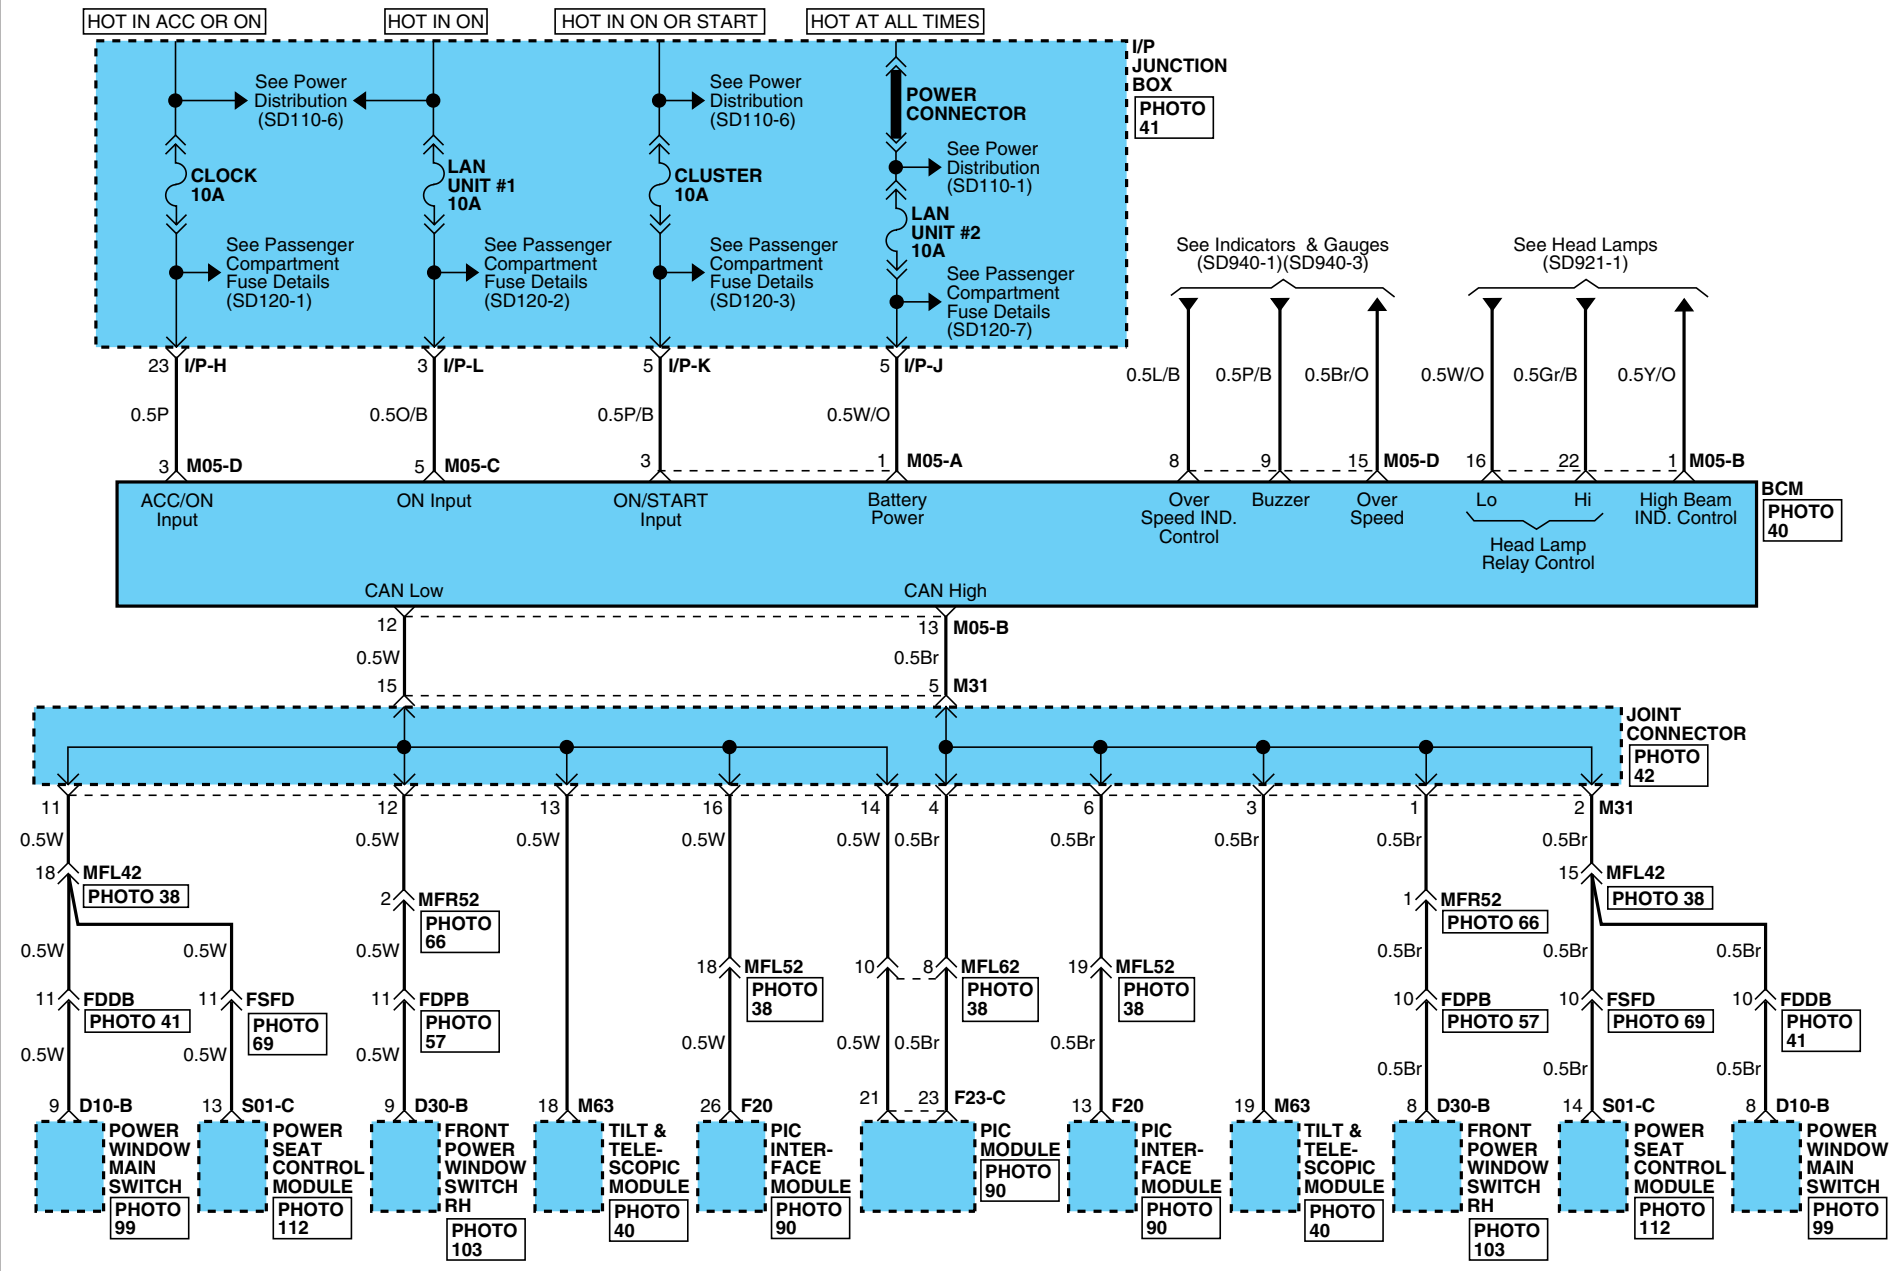 HOT IN ACC OR ON
HOT IN ON
HOT IN ON OR START
HOT AT ALL TIMES
I/P
JUNCTION
BOX
PHOTO
41
See Power
Distribution
(SD110-6)
See Power
Distribution
(SD110-6)
POWER
CONNECTOR
See Power
Distribution
(SD110-1)
CLOCK
10A
LAN
UNIT #1
10A
CLUSTER
10A
LAN
UNIT #2
10A
See Passenger
Compartment
Fuse Details
(SD120-1)
See Passenger
Compartment
Fuse Details
(SD120-2)
See Passenger
Compartment
Fuse Details
(SD120-3)
See Passenger
Compartment
Fuse Details
(SD120-7)
See Indicators & Gauges
(SD940-1)(SD940-3)
See Head Lamps
(SD921-1)
23 I/P-H
3 I/P-L
5 I/P-K
5 I/P-J
0.5P
0.5O/B
0.5P/B
0.5W/O
0.5L/B
0.5P/B
0.5Br/O
0.5W/O
0.5Gr/B
0.5Y/O
3 M05-D
5 M05-C
3
1 M05-A
8
9
15 M05-D
16
22
1 M05-B
ACC/ON
Input
ON Input
ON/START
Input
Battery
Power
Over
Speed IND.
Control
Buzzer
Over
Speed
Lo
Hi
Head Lamp
Relay Control
High Beam
IND. Control
BCM
PHOTO
40
CAN Low
CAN High
12
13 M05-B
0.5W
0.5Br
15
5 M31
JOINT
CONNECTOR
PHOTO
42
11
12
13
16
14
4
6
3
1
2 M31
0.5W
0.5W
0.5W
0.5W
0.5W
0.5Br
0.5Br
0.5Br
0.5Br
0.5Br
18 MFL42
PHOTO 38
2 MFR52
PHOTO
66
1 MFR52
PHOTO 66
15 MFL42
PHOTO 38
0.5W
0.5W
0.5W
0.5Br
0.5Br
0.5Br
18 MFL52
PHOTO
38
10
8 MFL62
PHOTO
38
19 MFL52
PHOTO
38
11 FDDB
PHOTO 41
11 FSFD
PHOTO
69
11 FDPB
PHOTO
57
10 FDPB
PHOTO 57
10 FSFD
PHOTO 69
10 FDDB
PHOTO
41
0.5W
0.5W
0.5W
0.5W
0.5W
0.5Br
0.5Br
0.5Br
0.5Br
0.5Br
9 D10-B
13 S01-C
9 D30-B
18 M63
26 F20
21
23 F23-C
13 F20
19 M63
8 D30-B
14 S01-C
8 D10-B
POWER
WINDOW
MAIN
SWITCH
PHOTO
99
POWER
SEAT
CONTROL
MODULE
PHOTO
112
FRONT
POWER
WINDOW
SWITCH
RH
PHOTO
103
TILT &
TELE-
SCOPIC
MODULE
PHOTO
40
PIC
INTER-
FACE
MODULE
PHOTO
90
PIC
MODULE
PHOTO
90
PIC
INTER-
FACE
MODULE
PHOTO
90
TILT &
TELE-
SCOPIC
MODULE
PHOTO
40
FRONT
POWER
WINDOW
SWITCH
RH
PHOTO
103
POWER
SEAT
CONTROL
MODULE
PHOTO
112
POWER
WINDOW
MAIN
SWITCH
PHOTO
99